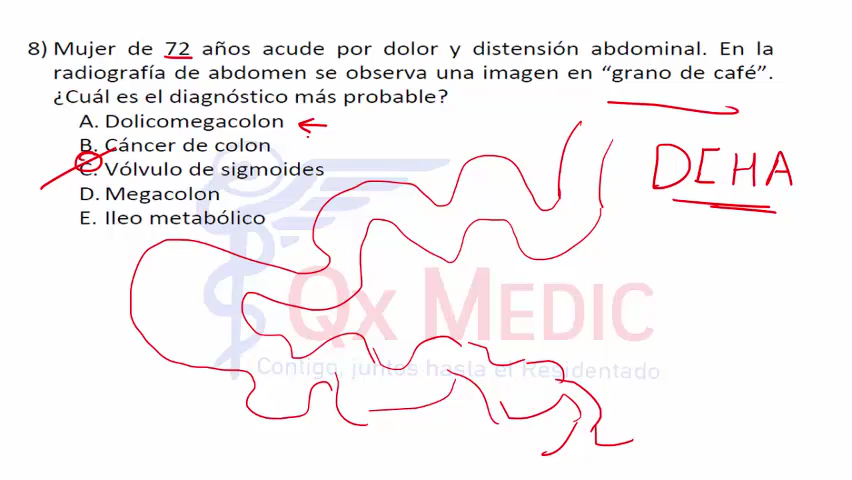 8) Mujer de 72 años acude por dolor y distensión abdominal. En la
radiografía de abdomen se observa una imagen en “grano de café”.
¿Cuál es el diagnóstico más probable?
A. Dolicomegacolon
B. Cáncer de colon
C. Vólvulo de sigmoides
D. Megacolon
E. Ileo metabólico
DEHA
Qx MEDIC
Contigo, juntos hasta el Residentado